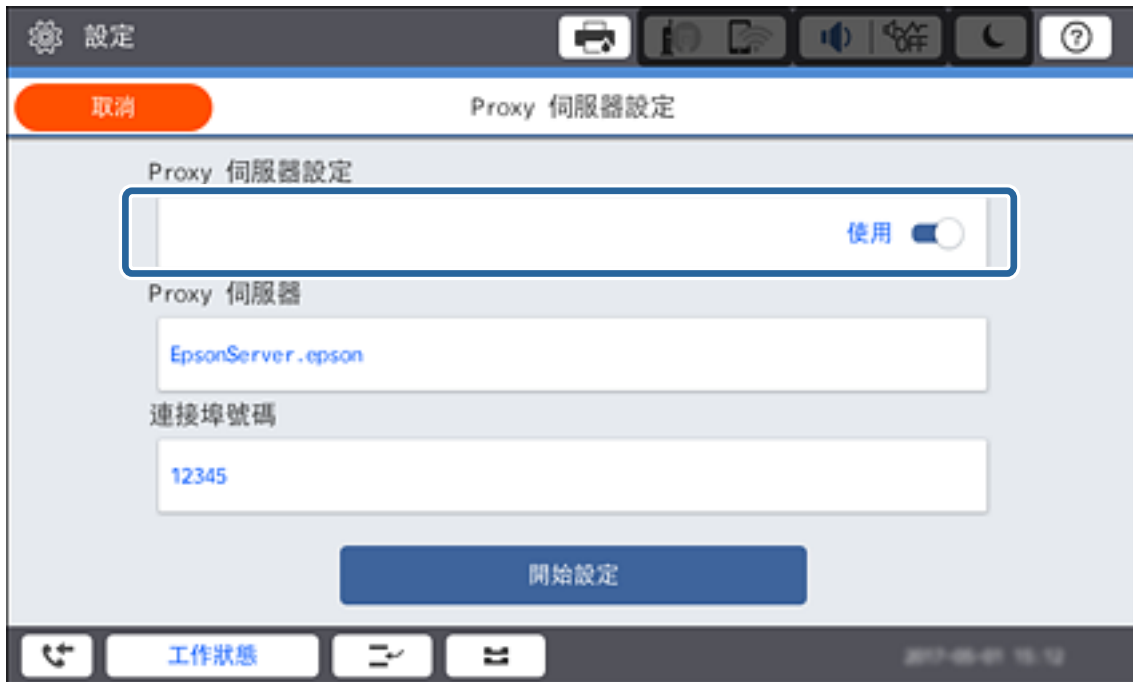 設定
OFF
取消
Proxy 伺服器設定
Proxy 伺服器設定
使用
Proxy 伺服器
EpsonServer.epson
連接埠號碼
12345
開始設定
工作狀態